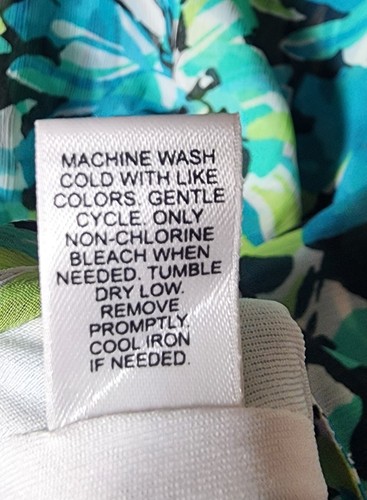 MACHINE WASH
COLD WITH LIKE
COLORS. GENTLE
CYCLE. ONLY
NON-CHLORINE
BLEACH WHEN
NEEDED. TUMBLE
DRY LOW.
REMOVE
PROMPTLY.
COOL IRON
IF NEEDED.